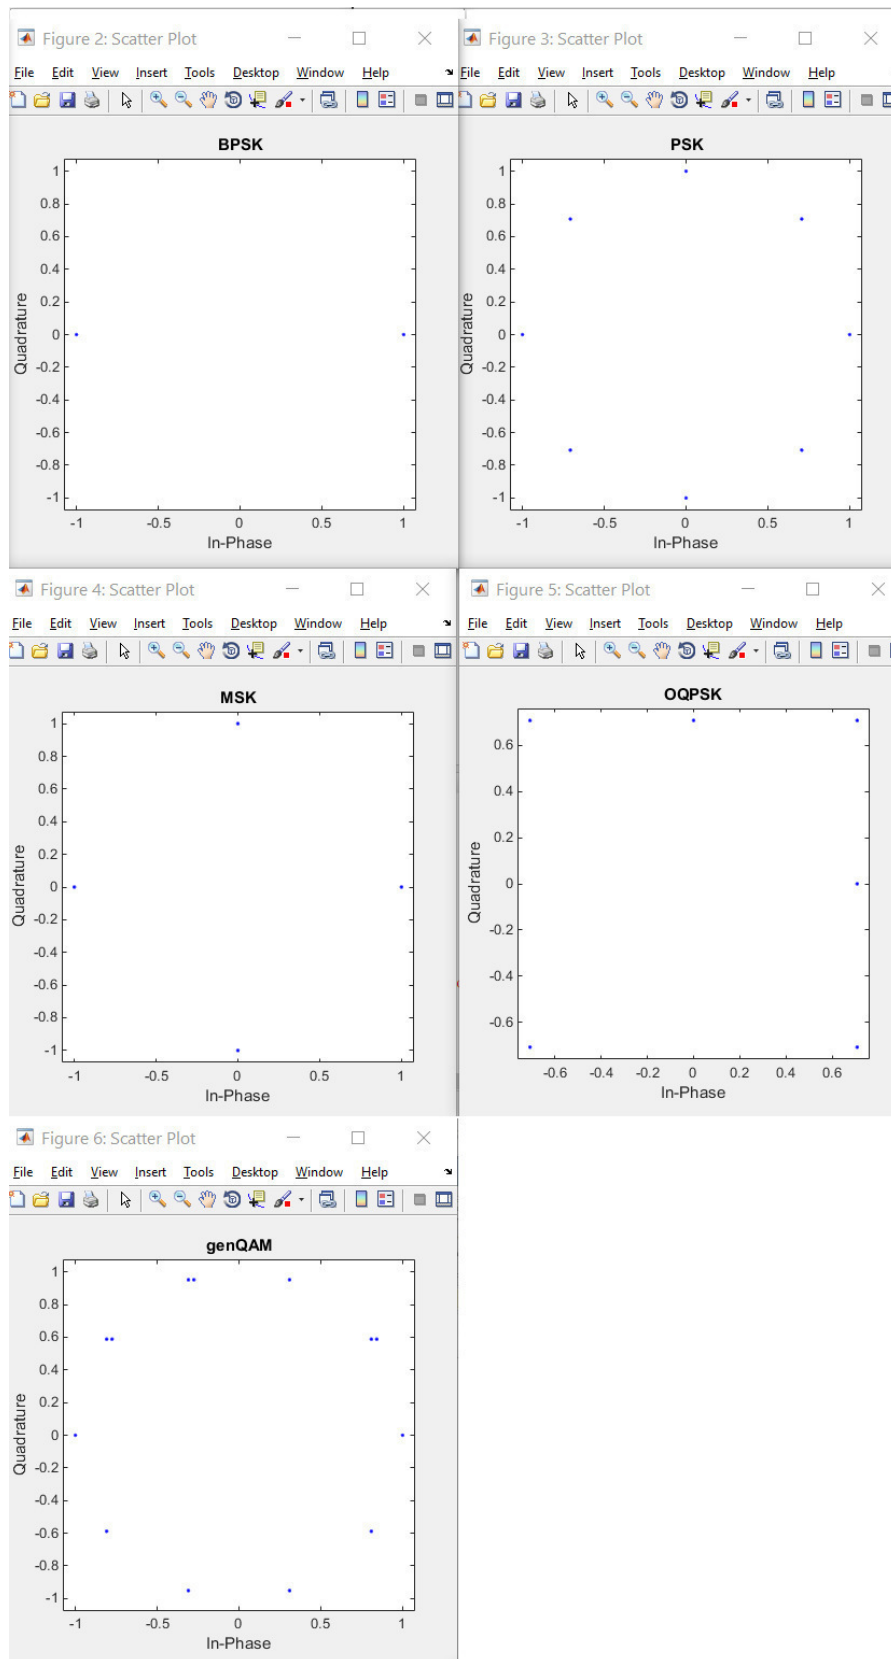 Figure 2: Scatter Plot
File Edit View Insert Tools Desktop Window Help
BPSK
1
0.8
0.6
0.4
0.2
0
-0.2
-0.4
-0.6
-0.8
-1
Quadrature
-1 -0.5 0 0.5 1
In-Phase
Figure 3: Scatter Plot
File Edit View Insert Tools Desktop Window Help
PSK
1
0.8
0.6
0.4
0.2
0
-0.2
-0.4
-0.6
-0.8
-1
Quadrature
-1 -0.5 0 0.5 1
In-Phase
Figure 4: Scatter Plot
File Edit View Insert Tools Desktop Window Help
MSK
1
0.8
0.6
0.4
0.2
0
-0.2
-0.4
-0.6
-0.8
-1
Quadrature
-1 -0.5 0 0.5 1
In-Phase
Figure 5: Scatter Plot
File Edit View Insert Tools Desktop Window Help
OQPSK
0.6
0.4
0.2
0
-0.2
-0.4
-0.6
Quadrature
-0.6 -0.4 -0.2 0 0.2 0.4 0.6
In-Phase
Figure 6: Scatter Plot
File Edit View Insert Tools Desktop Window Help
genQAM
1
0.8
0.6
0.4
0.2
0
-0.2
-0.4
-0.6
-0.8
-1
Quadrature
-1 -0.5 0 0.5 1
In-Phase